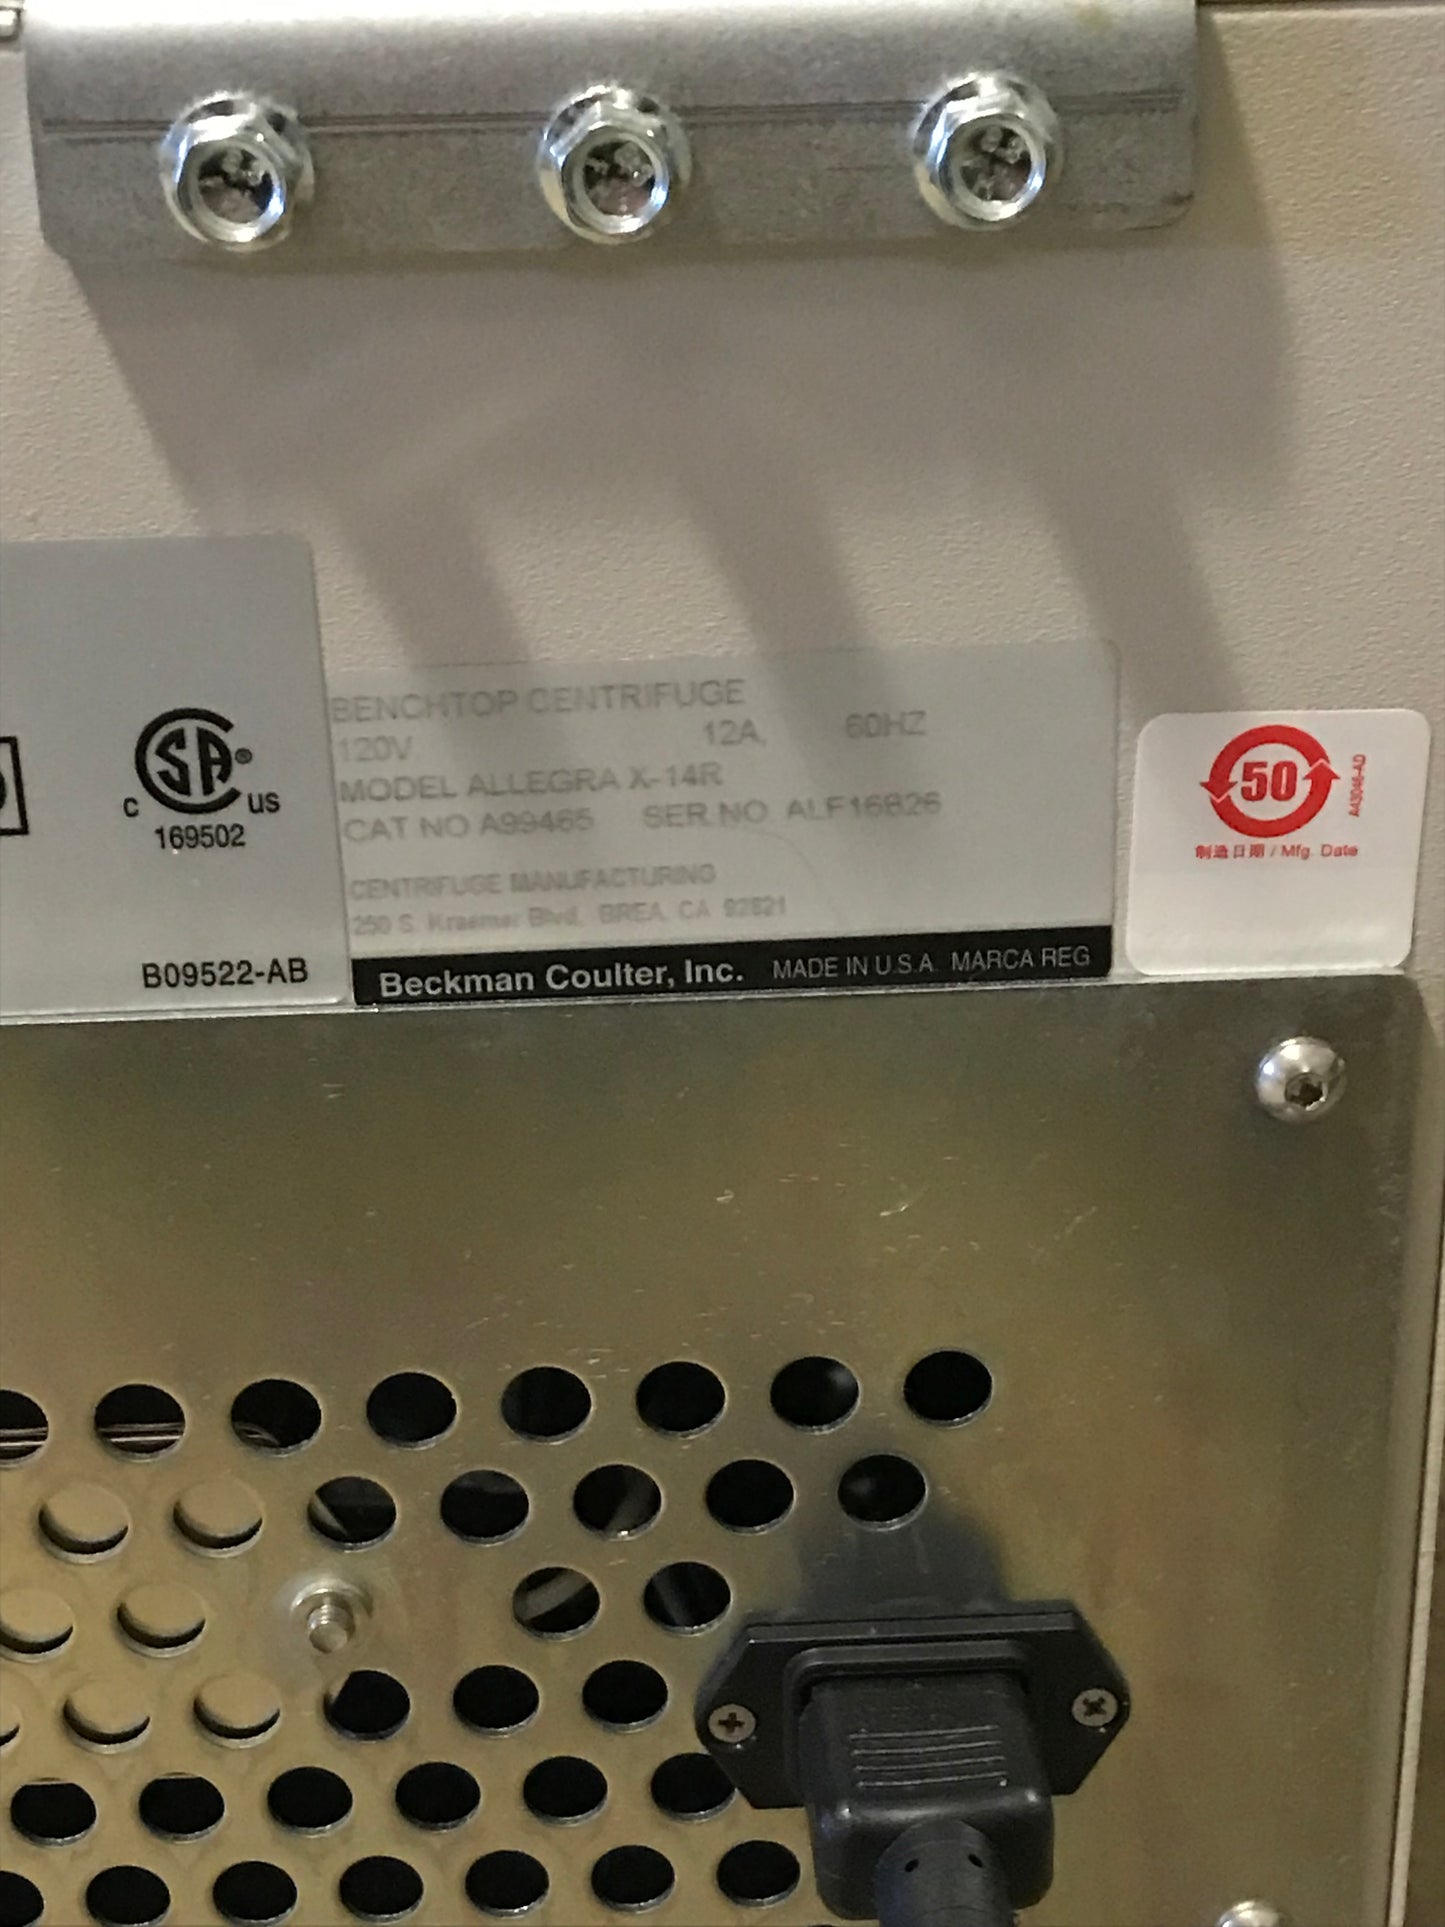 BENCHTOP CENTRIFUGE
120V 12A, 60HZ
MODEL ALLEGRA X-14R
CAT NO A99465 SER NO ALF16B26
CENTRIFUGE MANUFACTURING
250 S. Kraemer Blvd. BREA, CA 92821
Beckman Coulter, Inc. MADE IN U.S.A. MARCA REG
SA®
C US
169502
B09522-AB
50
A43046-AD
制造日期 / Mfg. Date